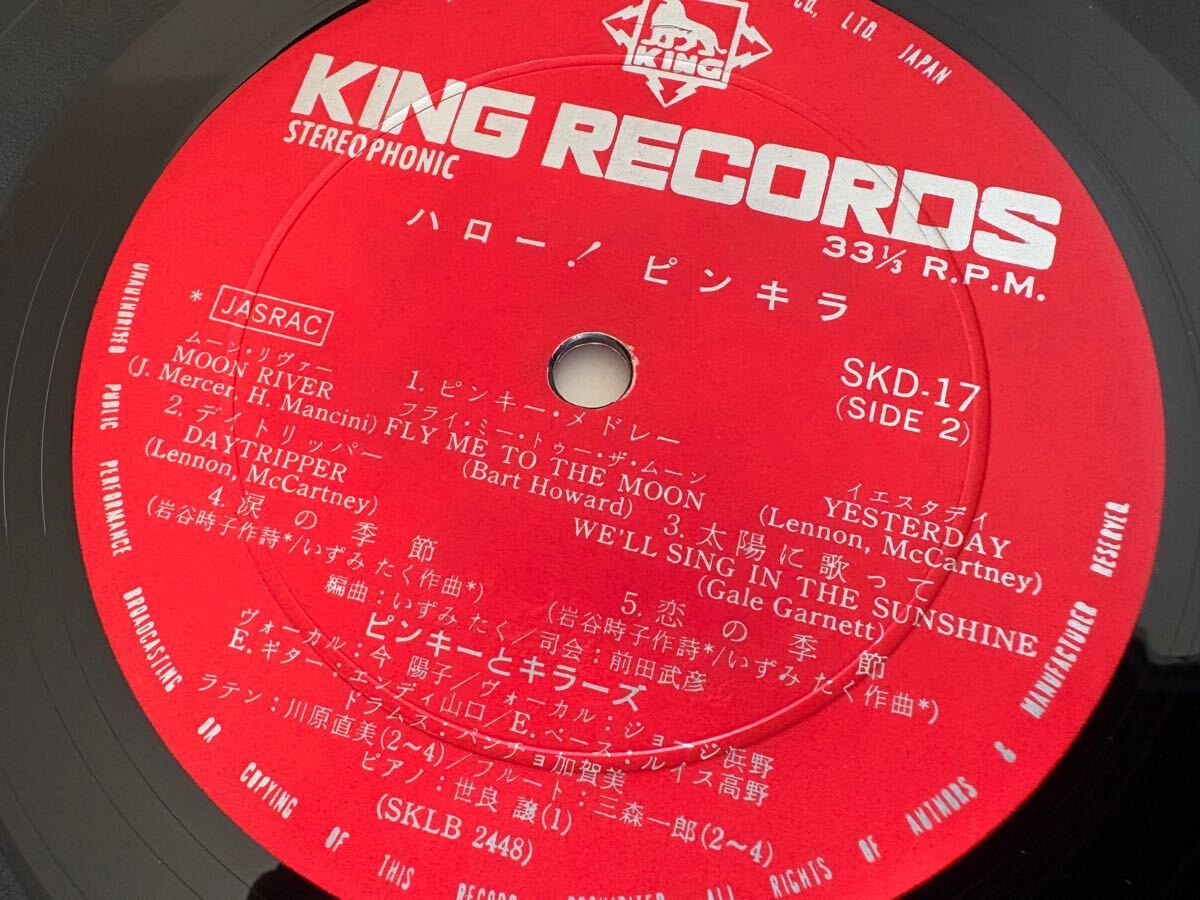 CO., LTD. JAPAN
KING
KING RECORDS
STEREOPHONIC
33⅓ R.P.M.
ハロー! ピンキラ
* JASRAC
SKD-17
(SIDE 2)
1. ピンキー・メドレー
ムーン・リヴァー
MOON RIVER
(J. Mercer, H. Mancini)
フライ・ミー・トゥー・ザ・ムーン
FLY ME TO THE MOON
(Bart Howard)
イエスタデイ
YESTERDAY
(Lennon, McCartney)
2. デイ トリッパー
DAYTRIPPER
(Lennon, McCartney)
3. 太陽に歌って
WE'LL SING IN THE SUNSHINE
(Gale Garnett)
4. 涙の季節
(岩谷時子作詩*/いずみ たく作曲*)
5. 恋の季節
(岩谷時子作詩*/いずみ たく作曲*)
編曲:いずみ たく/司会:前田武彦
ピンキーとキラーズ
ヴォーカル:今 陽子/ヴォーカル:ジョージ浜野
E. ギター:エンディ山口/E. ベース:ルイス高野
ドラムス:パンチョ加賀美
ラテン:川原直美(2~4)/フルート:三森一郎(2~4)
ピアノ:世良 譲(1)
(SKLB 2448)
UNAUTHORISED PUBLIC PERFORMANCE BROADCASTING OR COPYING OF THIS RECORD PROHIBITED ALL RIGHTS OF AUTHORS & MANUFACTURER RESERVED